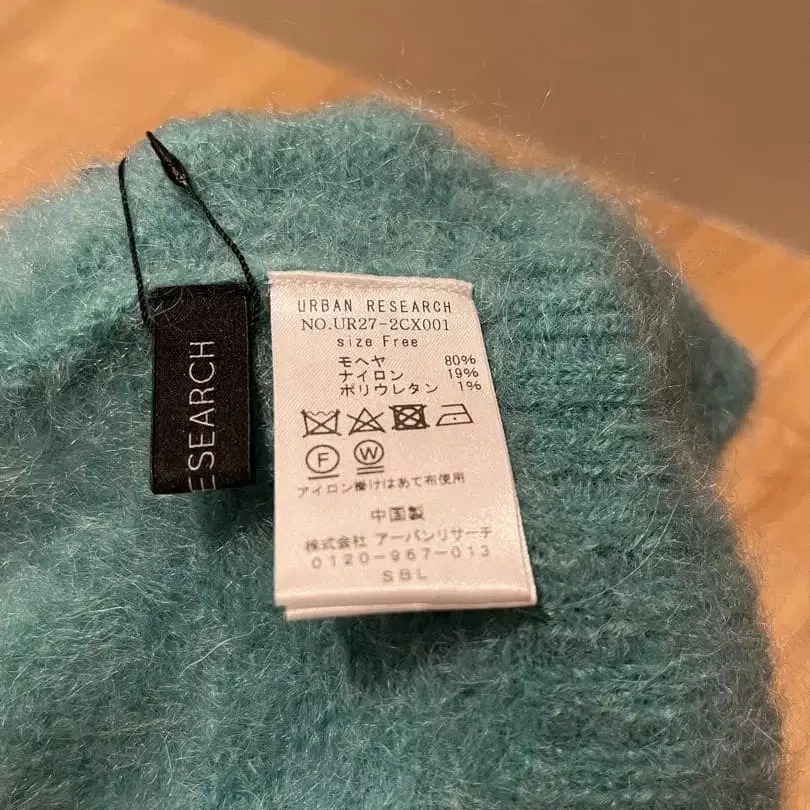 ESEARCH
URBAN RESEARCH
NO.UR27-2CX001
size Free
モヘヤ 80%
ナイロン 19%
ポリウレタン 1%
F W
アイロン掛けはあて布使用
中国製
株式会社 アーバンリサーチ
0120-967-013
SBL